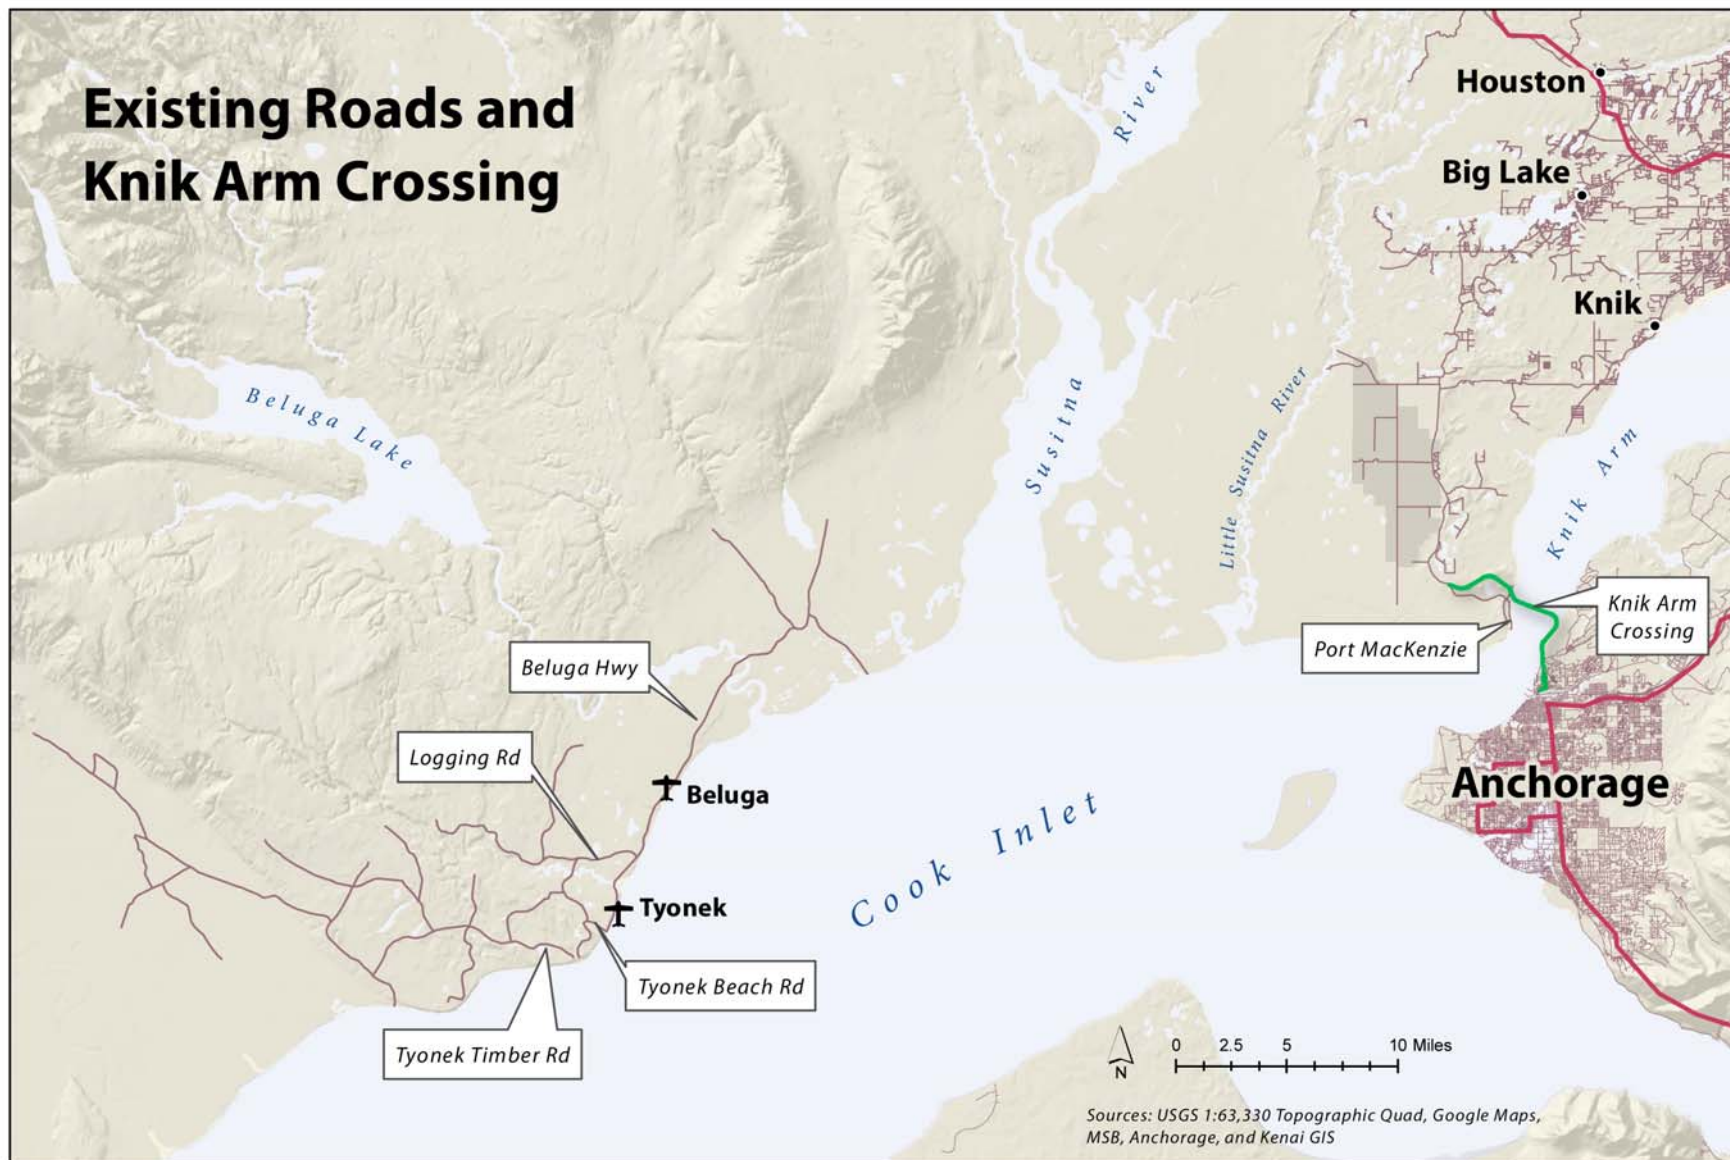 Existing Roads and
Knik Arm Crossing
River
Houston
Big Lake
Knik
Beluga Lake
Susitna
Little Susitna River
Knik Arm
Knik Arm
Crossing
Port MacKenzie
Beluga Hwy
Logging Rd
Beluga
Anchorage
Cook Inlet
Tyonek
Tyonek Beach Rd
Tyonek Timber Rd
N
0 2.5 5 10 Miles
Sources: USGS 1:63,330 Topographic Quad, Google Maps,
MSB, Anchorage, and Kenai GIS